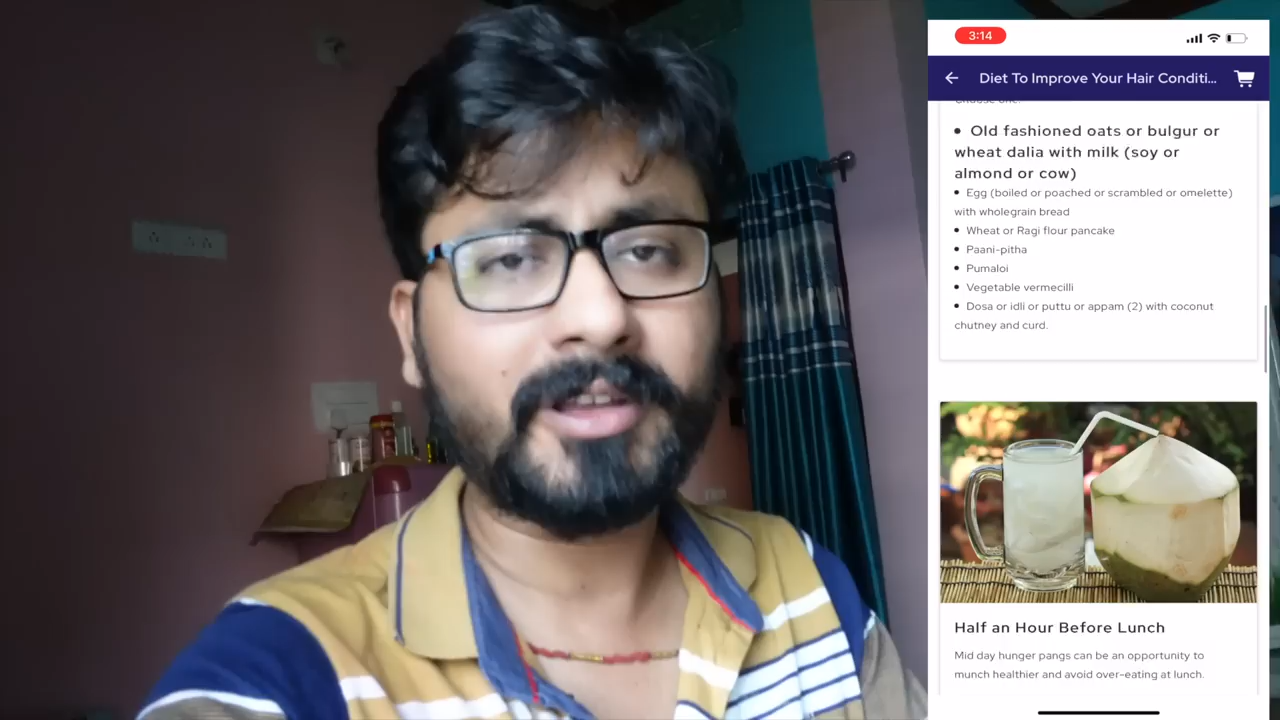 3:14
Diet To Improve Your Hair Conditi...
Choose one:
• Old fashioned oats or bulgur or
wheat dalia with milk (soy or
almond or cow)
• Egg (boiled or poached or scrambled or omelette)
with wholegrain bread
• Wheat or Ragi flour pancake
• Paani-pitha
• Pumaloi
• Vegetable vermecilli
• Dosa or idli or puttu or appam (2) with coconut
chutney and curd.
Half an Hour Before Lunch
Mid day hunger pangs can be an opportunity to
munch healthier and avoid over-eating at lunch.